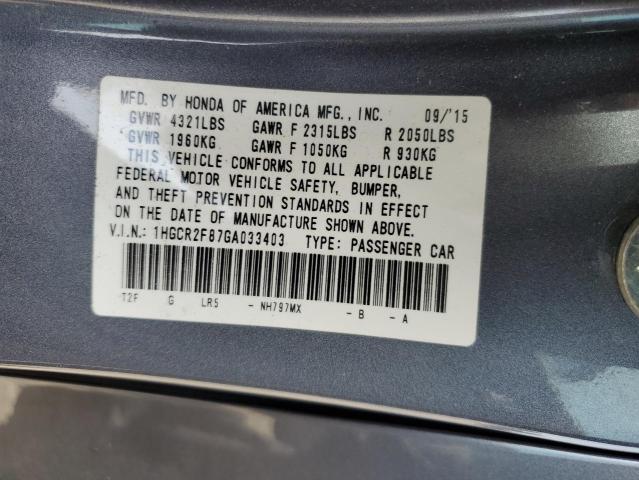 MFD. BY HONDA OF AMERICA MFG., INC. 09/'15
GVWR 4321LBS GAWR F 2315LBS R 2050LBS
GVWR 1960KG GAWR F 1050KG R 930KG
THIS VEHICLE CONFORMS TO ALL APPLICABLE
FEDERAL MOTOR VEHICLE SAFETY, BUMPER,
AND THEFT PREVENTION STANDARDS IN EFFECT
ON THE DATE OF MANUFACTURE SHOWN ABOVE.
V.I.N.: 1HGCR2F87GA033403 TYPE: PASSENGER CAR
T2F G LR5 - NH797MX - B - A